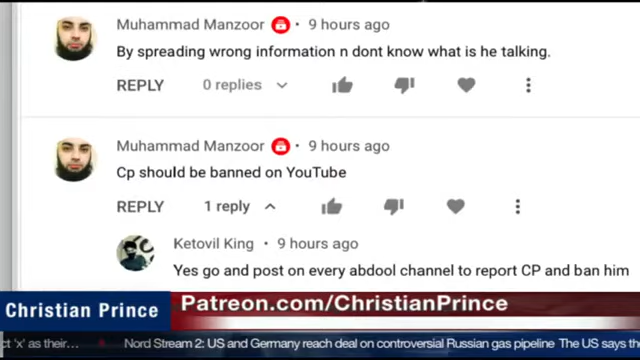 Muhammad Manzoor • 9 hours ago
By spreading wrong information n dont know what is he talking.
REPLY 0 replies
Muhammad Manzoor • 9 hours ago
Cp should be banned on YouTube
REPLY 1 reply
Ketovil King • 9 hours ago
Yes go and post on every abdool channel to report CP and ban him
Christian Prince
Patreon.com/ChristianPrince
ct 'x' as their... Nord Stream 2: US and Germany reach deal on controversial Russian gas pipeline The US says th